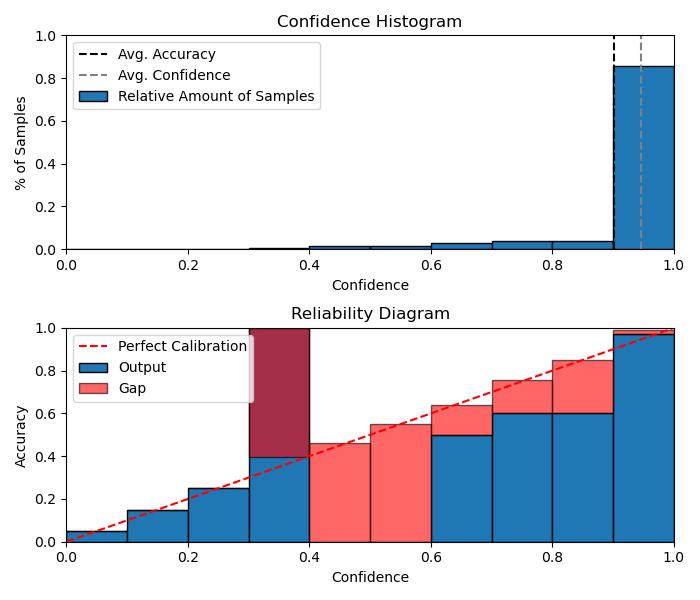 Confidence Histogram
1.0
0.8
0.6
0.4
0.2
0.0
% of Samples
Avg. Accuracy
Avg. Confidence
Relative Amount of Samples
0.0 0.2 0.4 0.6 0.8 1.0
Confidence
Reliability Diagram
1.0
0.8
0.6
0.4
0.2
0.0
Accuracy
Perfect Calibration
Output
Gap
0.0 0.2 0.4 0.6 0.8 1.0
Confidence